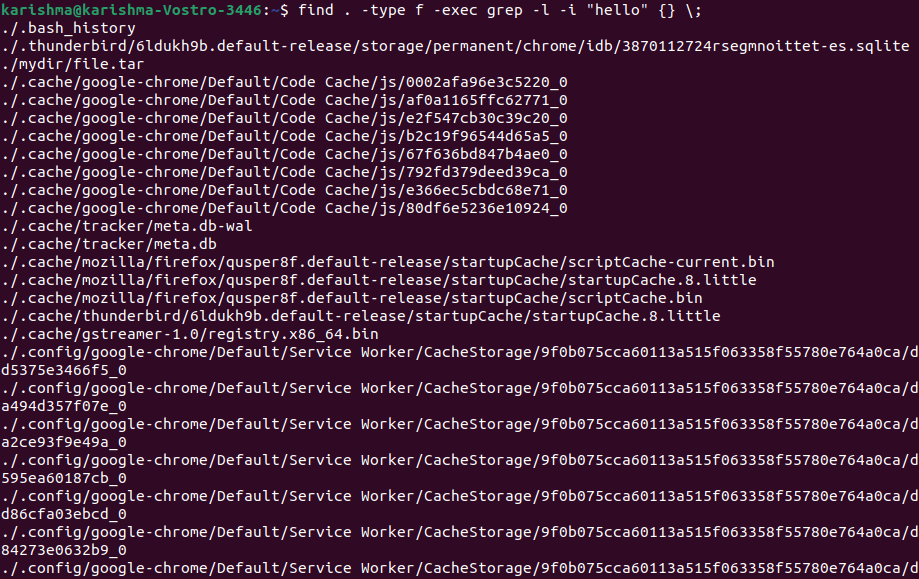 karishma@karishma-Vostro-3446:~$ find . -type f -exec grep -l -i "hello" {} \;
./.bash_history
./.thunderbird/6ldukh9b.default-release/storage/permanent/chrome/idb/3870112724rsegmnoittet-es.sqlite
./mydir/file.tar
./.cache/google-chrome/Default/Code Cache/js/0002afa96e3c5220_0
./.cache/google-chrome/Default/Code Cache/js/af0a1165ffc62771_0
./.cache/google-chrome/Default/Code Cache/js/e2f547cb30c39c20_0
./.cache/google-chrome/Default/Code Cache/js/b2c19f96544d65a5_0
./.cache/google-chrome/Default/Code Cache/js/67f636bd847b4ae0_0
./.cache/google-chrome/Default/Code Cache/js/792fd379deed39ca_0
./.cache/google-chrome/Default/Code Cache/js/e366ec5cbdc68e71_0
./.cache/google-chrome/Default/Code Cache/js/80df6e5236e10924_0
./.cache/tracker/meta.db-wal
./.cache/tracker/meta.db
./.cache/mozilla/firefox/qusper8f.default-release/startupCache/scriptCache-current.bin
./.cache/mozilla/firefox/qusper8f.default-release/startupCache/startupCache.8.little
./.cache/mozilla/firefox/qusper8f.default-release/startupCache/scriptCache.bin
./.cache/thunderbird/6ldukh9b.default-release/startupCache/startupCache.8.little
./.cache/gstreamer-1.0/registry.x86_64.bin
./.config/google-chrome/Default/Service Worker/CacheStorage/9f0b075cca60113a515f063358f55780e764a0ca/d
d5375e3466f5_0
./.config/google-chrome/Default/Service Worker/CacheStorage/9f0b075cca60113a515f063358f55780e764a0ca/d
a494d357f07e_0
./.config/google-chrome/Default/Service Worker/CacheStorage/9f0b075cca60113a515f063358f55780e764a0ca/d
a2ce93f9e49a_0
./.config/google-chrome/Default/Service Worker/CacheStorage/9f0b075cca60113a515f063358f55780e764a0ca/d
595ea60187cb_0
./.config/google-chrome/Default/Service Worker/CacheStorage/9f0b075cca60113a515f063358f55780e764a0ca/d
d86cfa03ebcd_0
./.config/google-chrome/Default/Service Worker/CacheStorage/9f0b075cca60113a515f063358f55780e764a0ca/d
84273e0632b9_0
./.config/google-chrome/Default/Service Worker/CacheStorage/9f0b075cca60113a515f063358f55780e764a0ca/d